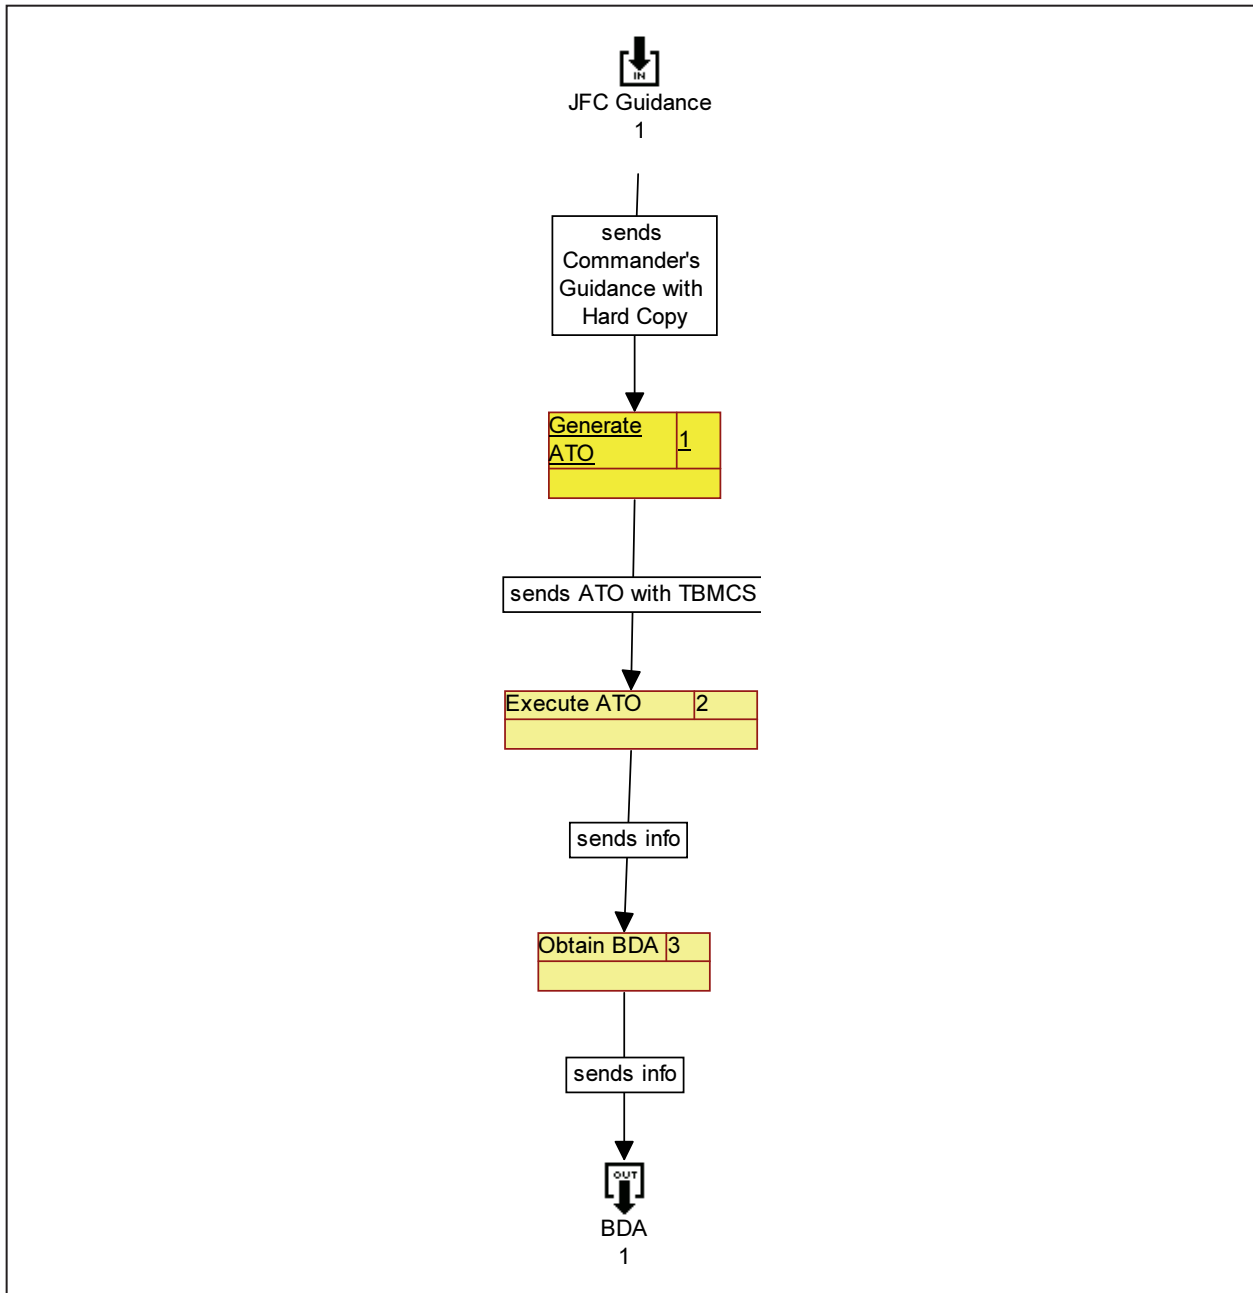 IN
JFC Guidance
1
sends
Commander's
Guidance with
Hard Copy
Generate
ATO
1
sends ATO with TBMCS
Execute ATO 2
sends info
Obtain BDA 3
sends info
OUT
BDA
1